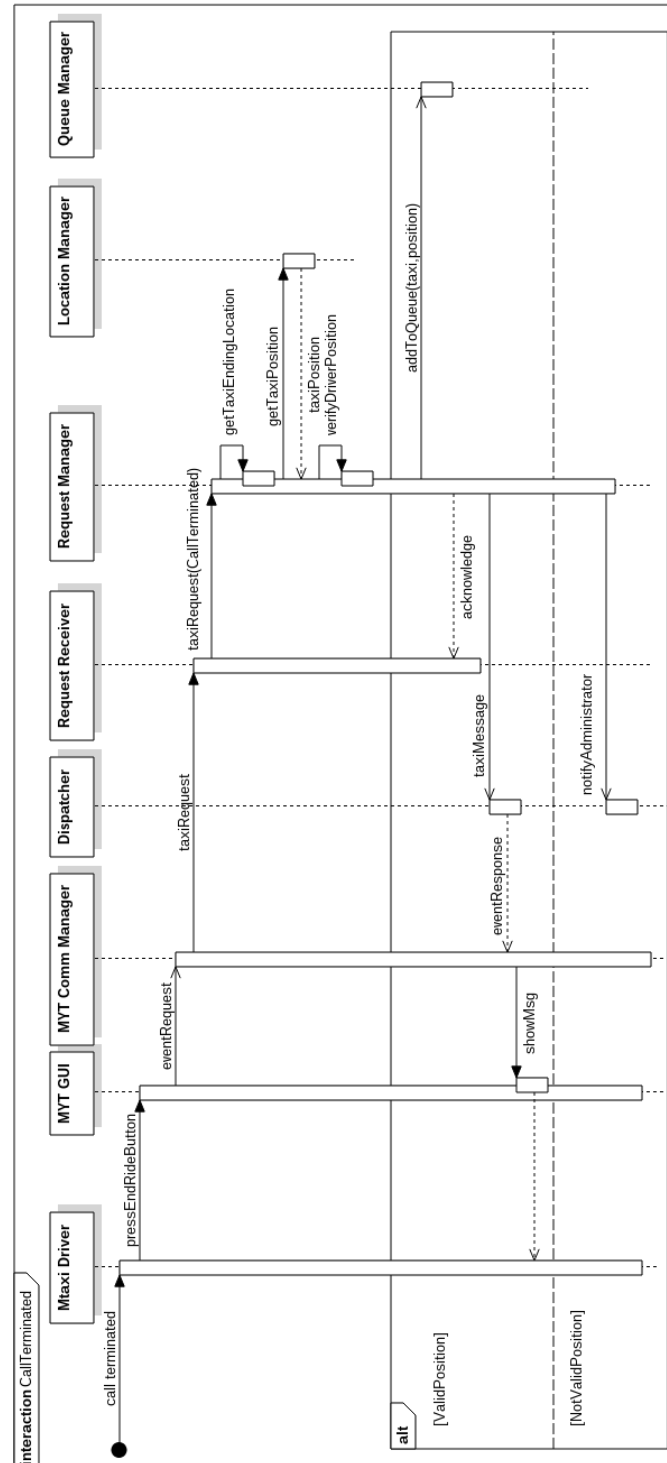 interaction CallTerminated
Mtaxi Driver
MYT GUI
MYT Comm Manager
Dispatcher
Request Receiver
Request Manager
Location Manager
Queue Manager
call terminated
pressEndRideButton
eventRequest
taxiRequest
taxiRequest(CallTerminated)
getTaxiEndingLocation
getTaxiPosition
taxiPosition
verifyDriverPosition
alt
[ValidPosition]
addToQueue(taxi,position)
acknowledge
taxiMessage
eventResponse
showMsg
[NotValidPosition]
notifyAdministrator